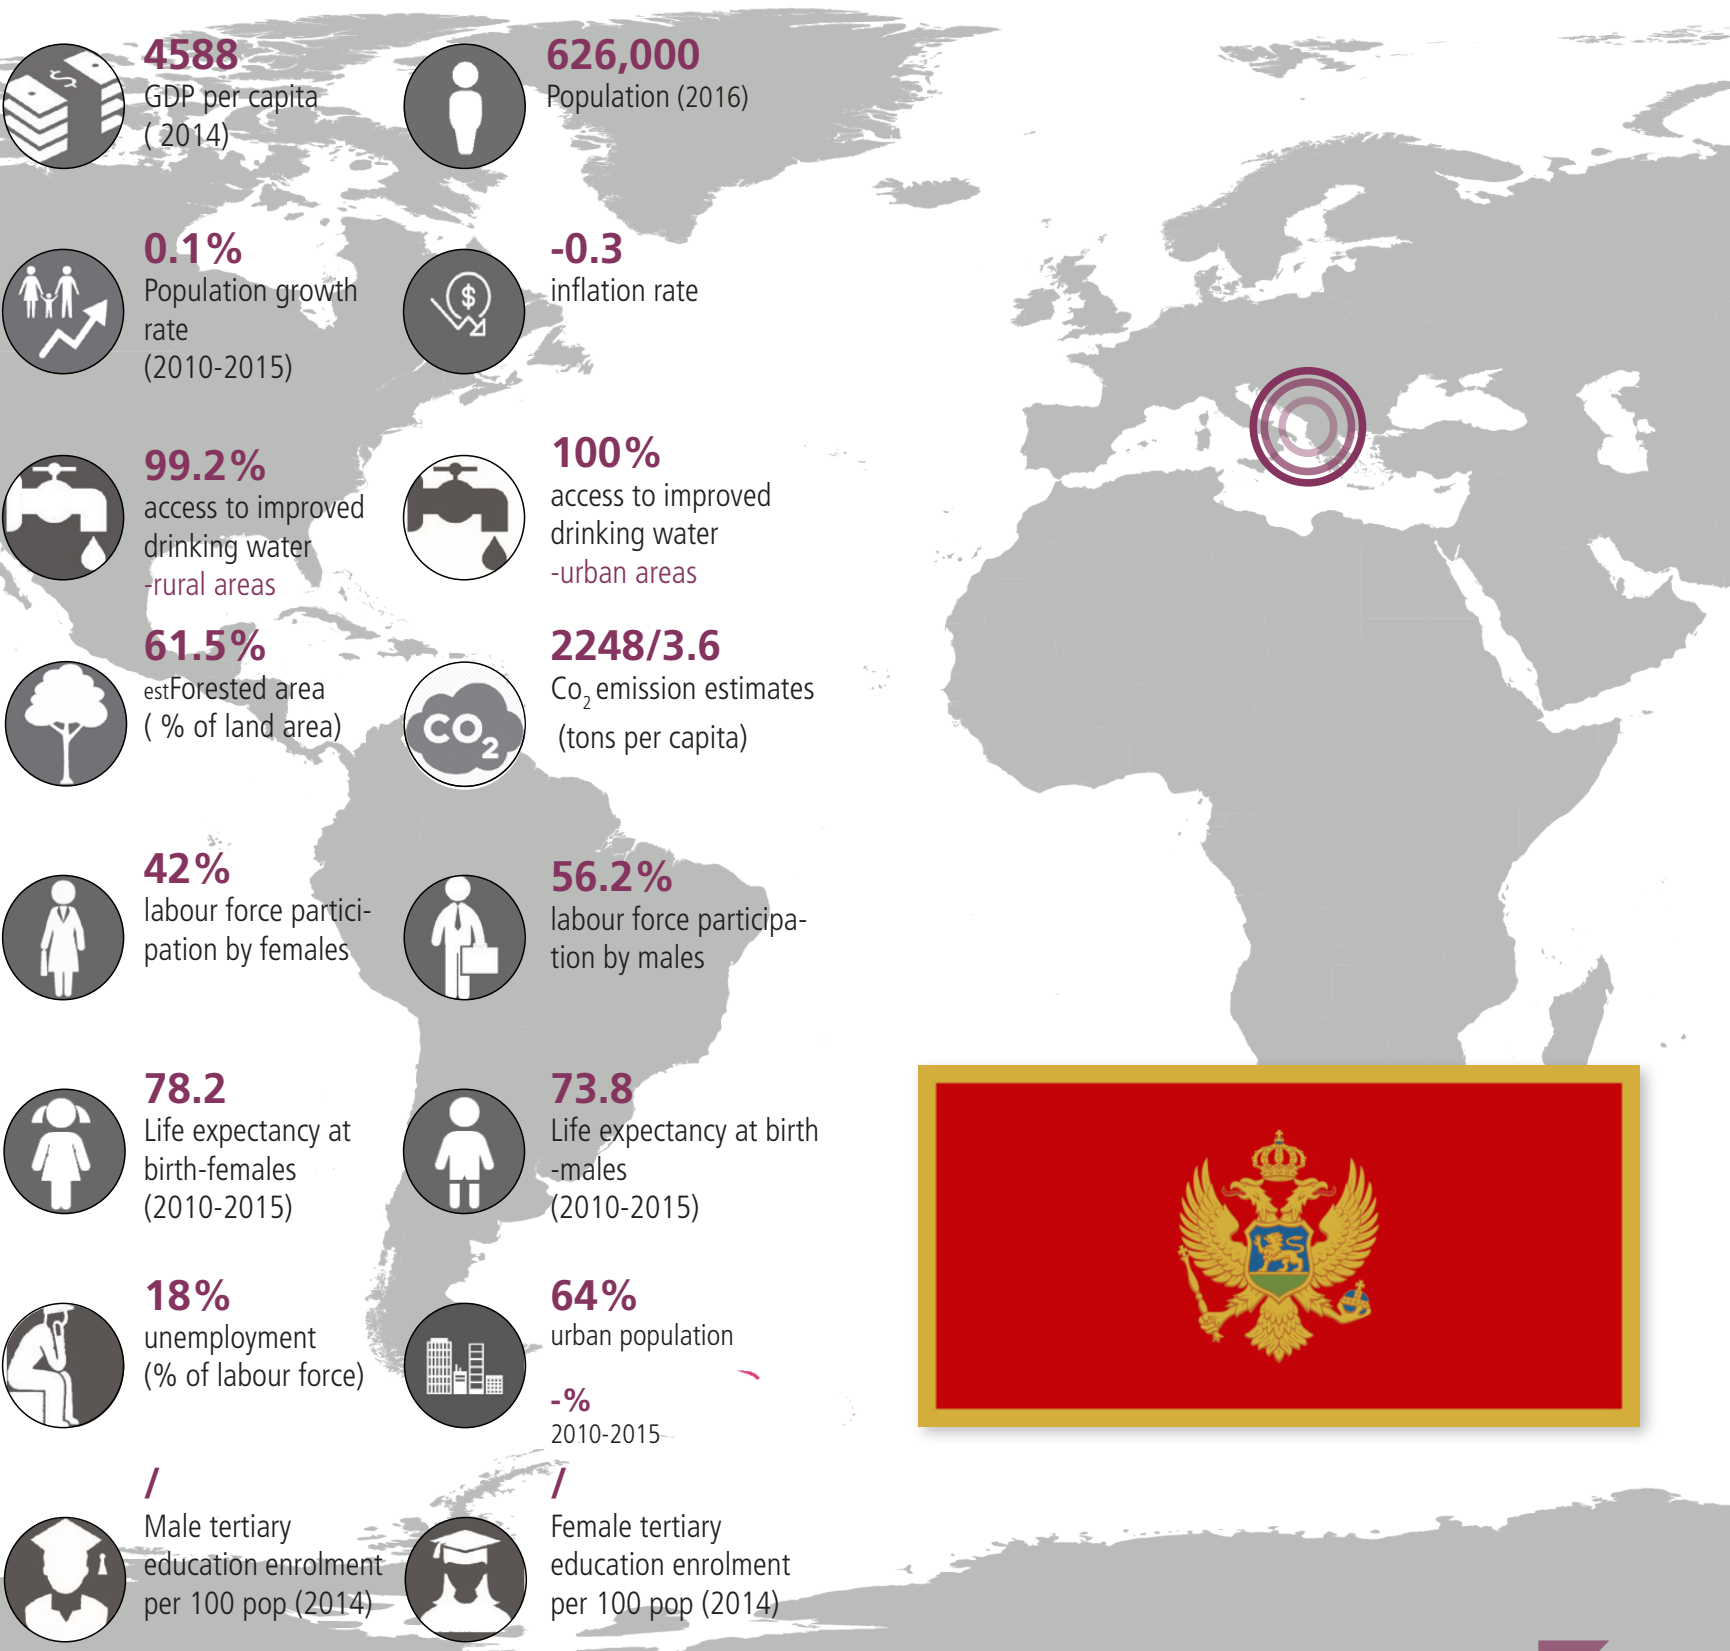 4588
GDP per capita
( 2014)
626,000
Population (2016)
0.1%
Population growth
rate
(2010-2015)
-0.3
inflation rate
99.2%
access to improved
drinking water
-rural areas
100%
access to improved
drinking water
-urban areas
61.5%
estForested area
( % of land area)
2248/3.6
Co₂ emission estimates
(tons per capita)
CO₂
42%
labour force partici-
pation by females
56.2%
labour force participa-
tion by males
78.2
Life expectancy at
birth-females
(2010-2015)
73.8
Life expectancy at birth
-males
(2010-2015)
18%
unemployment
(% of labour force)
64%
urban population
-%
2010-2015
/
Male tertiary
education enrolment
per 100 pop (2014)
/
Female tertiary
education enrolment
per 100 pop (2014)